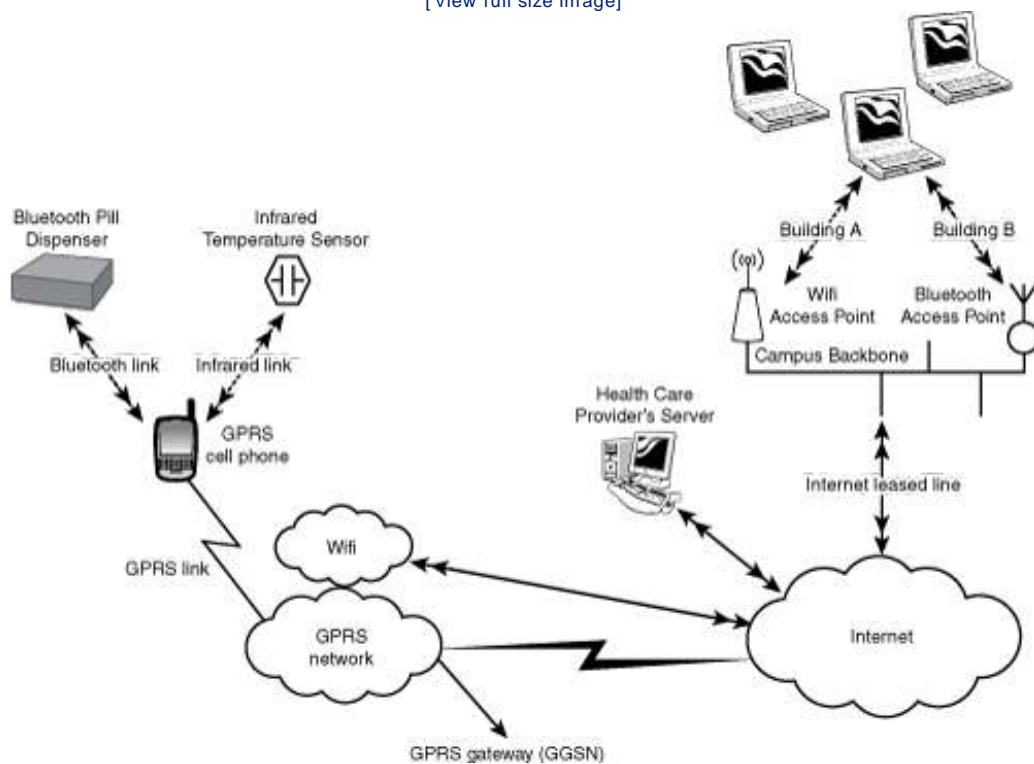 [View full size image]
Bluetooth Pill
Dispenser
Infrared
Temperature Sensor
Bluetooth link
Infrared link
GPRS
cell phone
GPRS link
Wifi
GPRS
network
GPRS gateway (GGSN)
Health Care
Provider's Server
Building A
Building B
Wifi
Access Point
Bluetooth
Access Point
Campus Backbone
Internet leased line
Internet